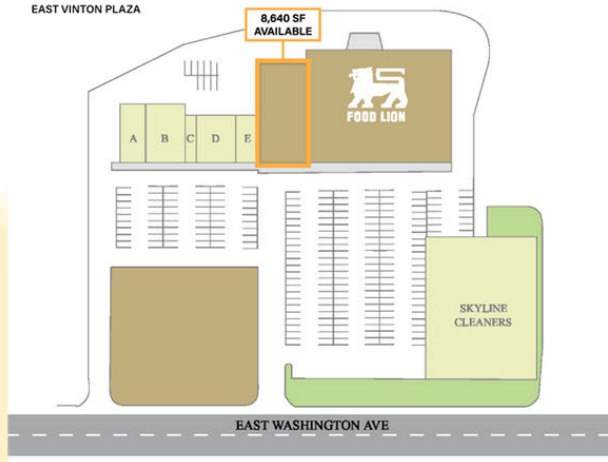 EAST VINTON PLAZA
8,640 SF
AVAILABLE
FOOD LION
A
B
C
D
E
SKYLINE
CLEANERS
EAST WASHINGTON AVE